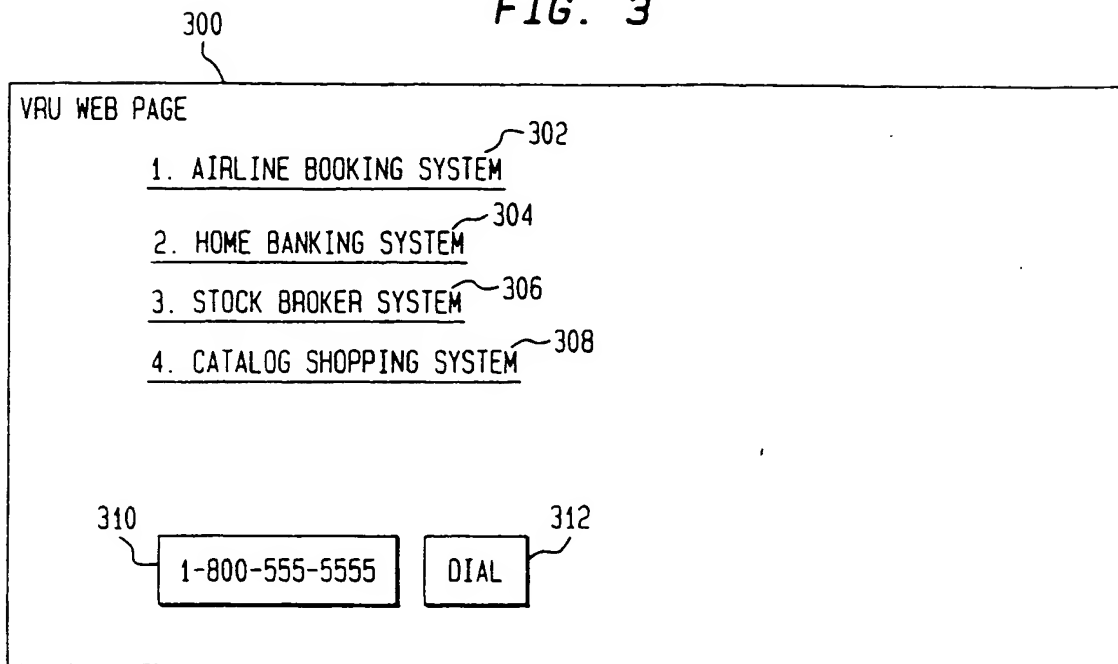 FIG. 3
300
VRU WEB PAGE
302
1. AIRLINE BOOKING SYSTEM
304
2. HOME BANKING SYSTEM
306
3. STOCK BROKER SYSTEM
308
4. CATALOG SHOPPING SYSTEM
310
312
1-800-555-5555 DIAL